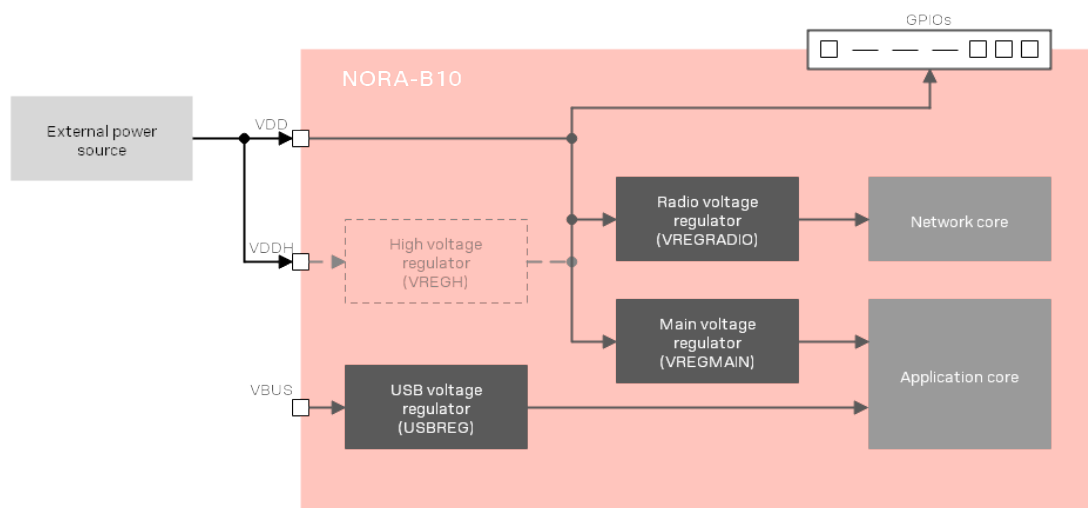 GPIOs
NORA-B10
External power
source
VDD
Radio voltage
regulator
(VREGRADIO)
Network core
VDDH
High voltage
regulator
(VREGH)
Main voltage
regulator
(VREGMAIN)
Application core
VBUS
USB voltage
regulator
(USBREG)